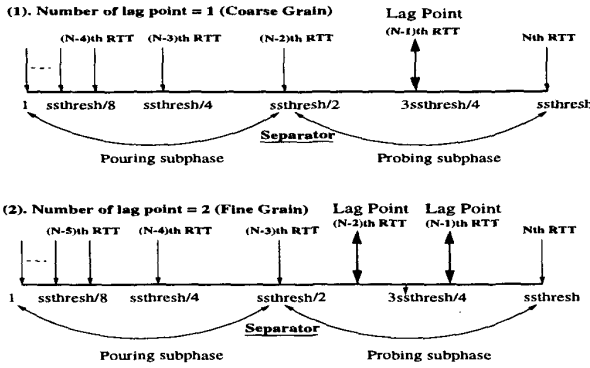 (1). Number of lag point = 1 (Coarse Grain)
Lag Point
(N-4)th RTT (N-3)th RTT (N-2)th RTT (N-1)th RTT Nth RTT
1 ssthresh/8 ssthresh/4 ssthresh/2 3ssthresh/4 ssthresh
Separator
Pouring subphase Probing subphase
(2). Number of lag point = 2 (Fine Grain) Lag Point Lag Point
(N-5)th RTT (N-4)th RTT (N-3)th RTT (N-2)th RTT (N-1)th RTT Nth RTT
1 ssthresh/8 ssthresh/4 ssthresh/2 3ssthresh/4 ssthresh
Separator
Pouring subphase Probing subphase